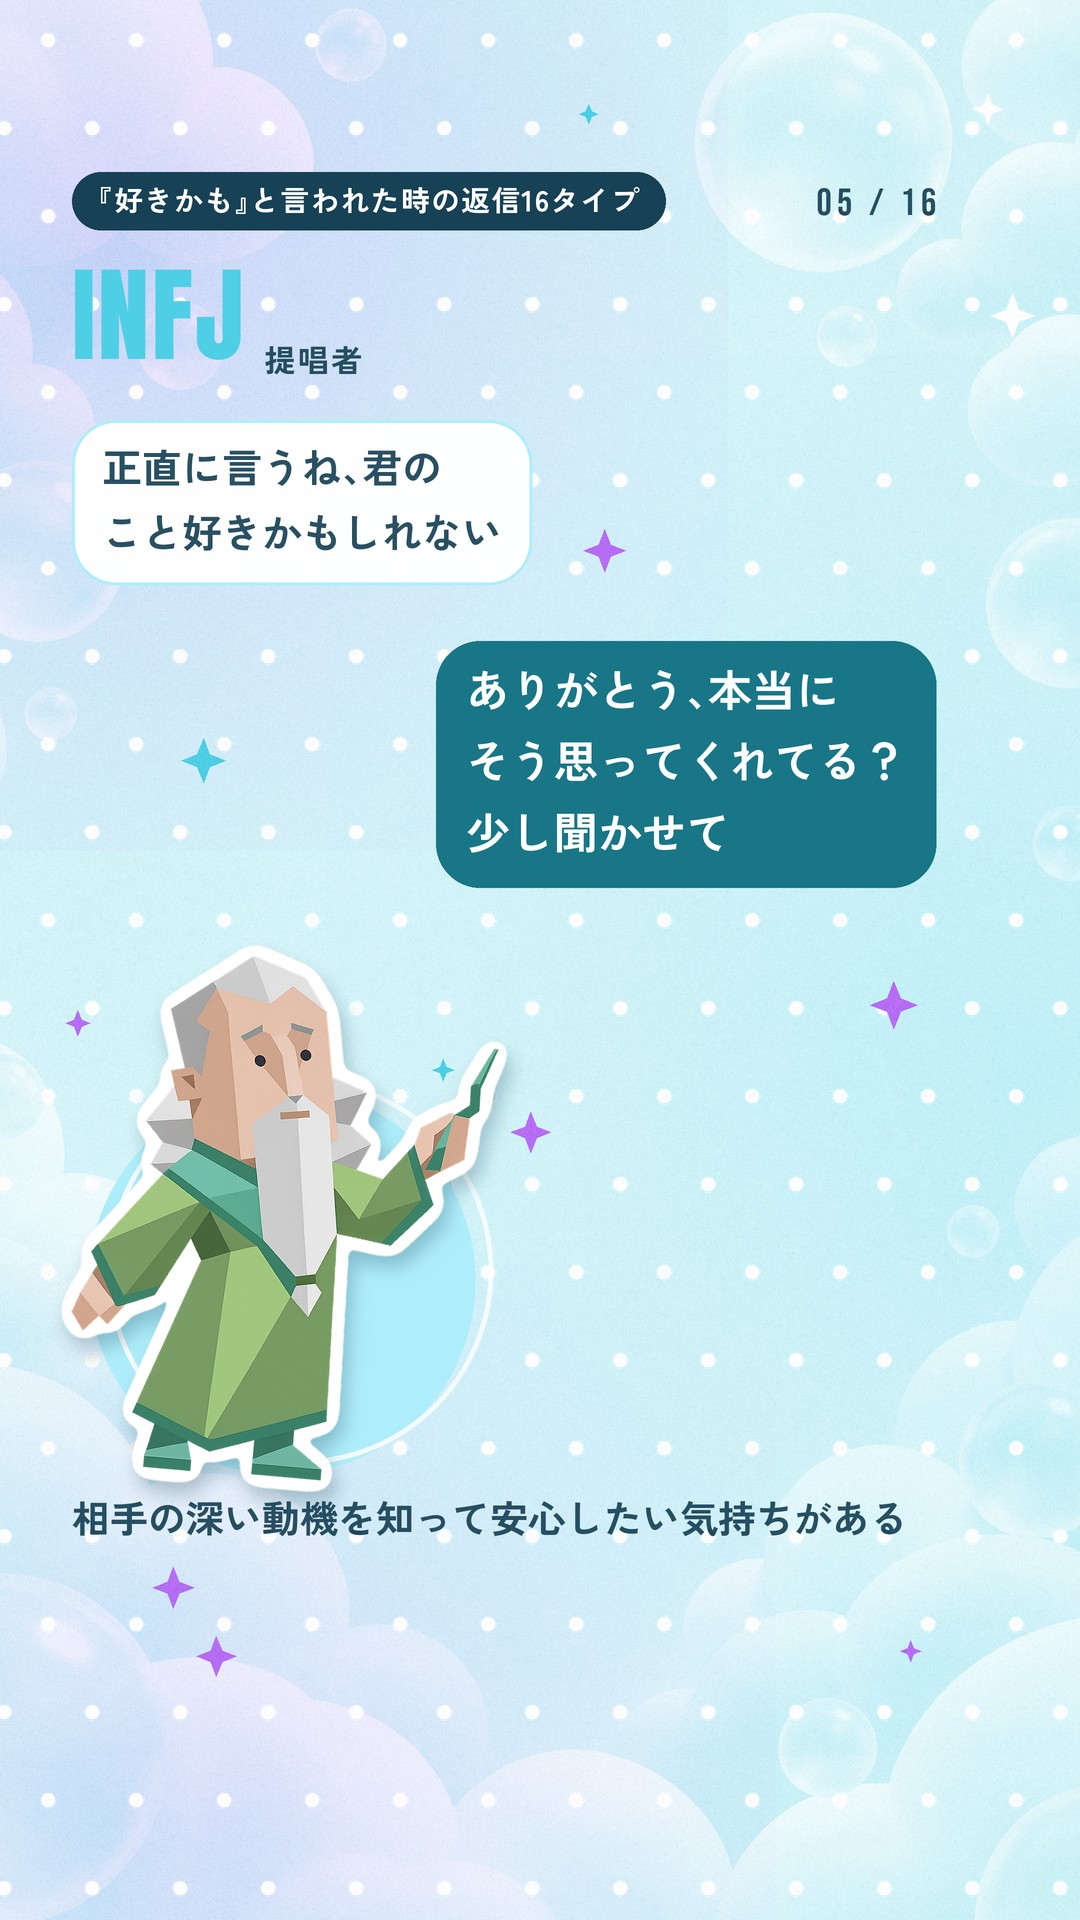 『好きかも』と言われた時の返信16タイプ
05 / 16
INFJ
提唱者
正直に言うね、君の
こと好きかもしれない
ありがとう、本当に
そう思ってくれてる？
少し聞かせて
相手の深い動機を知って安心したい気持ちがある